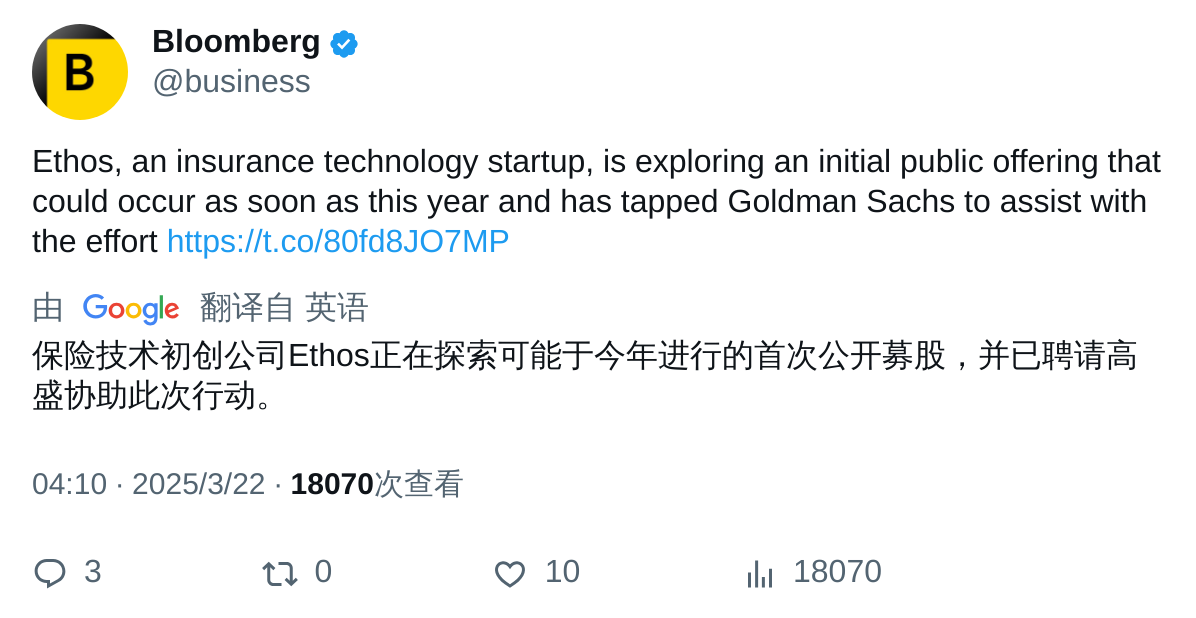 B
Bloomberg
@business
Ethos, an insurance technology startup, is exploring an initial public offering that
could occur as soon as this year and has tapped Goldman Sachs to assist with
the effort https://t.co/80fd8JO7MP
由 Google 翻译自 英语
保险技术初创公司Ethos正在探索可能于今年进行的首次公开募股，并已聘请高
盛协助此次行动。
04:10 · 2025/3/22 · 18070次查看
3 0 10 18070